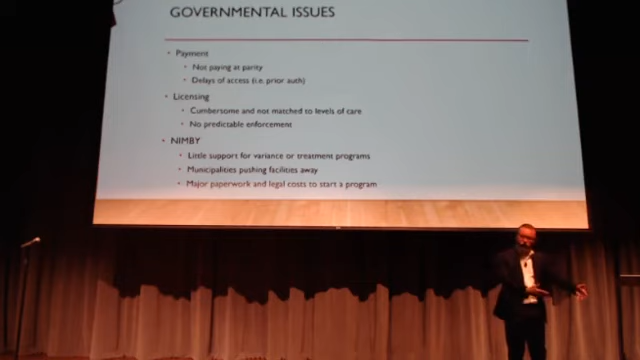 GOVERNMENTAL ISSUES
• Payment
• Not paying at parity
• Delays of access (i.e. prior auth)
• Licensing
• Cumbersome and not matched to levels of care
• No predictable enforcement
• NIMBY
• Little support for variance or treatment programs
• Municipalities pushing facilities away
• Major paperwork and legal costs to start a program